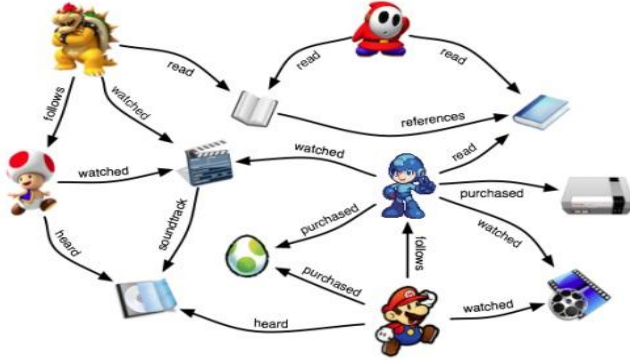 read
read
read
follows
watched
references
watched
read
watched
purchased
soundtrack
purchased
watched
heard
follows
purchased
watched
heard